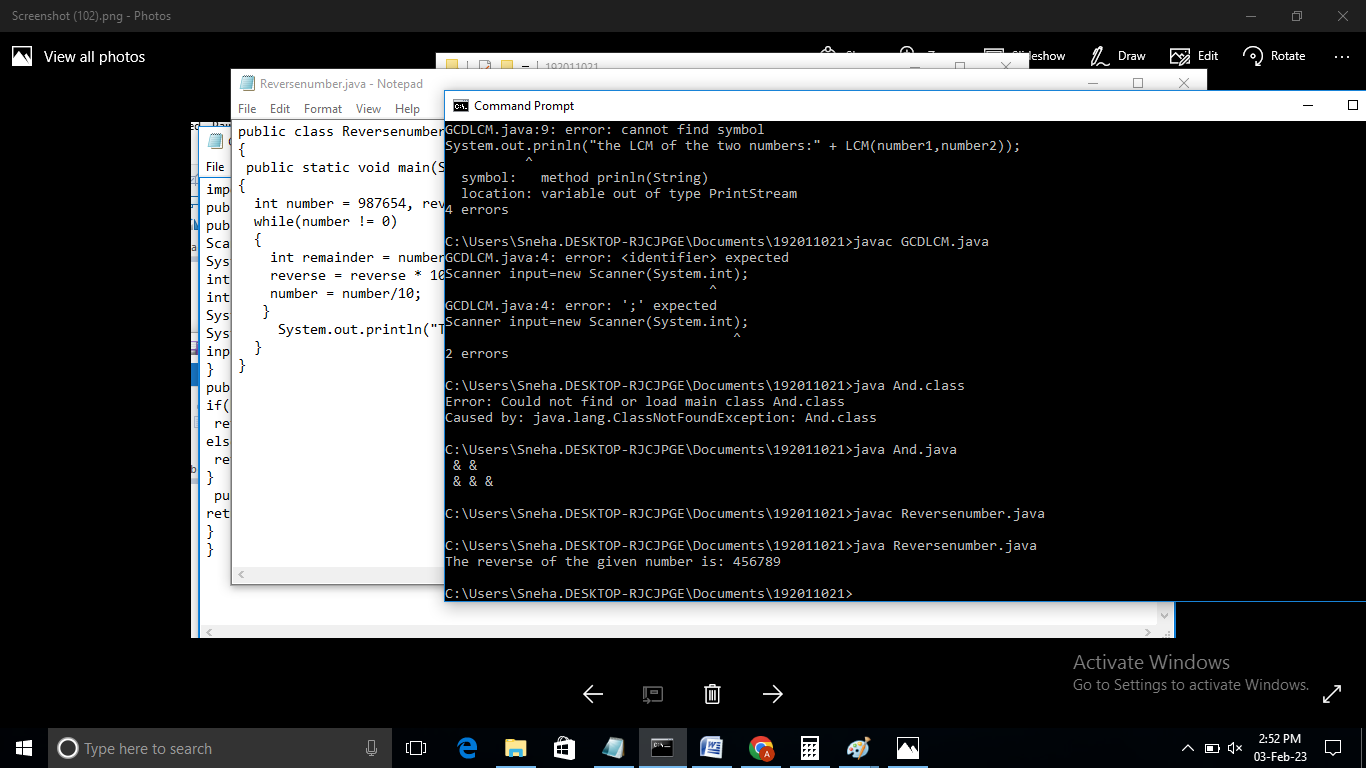 Screenshot (102).png - Photos
View all photos
Slideshow
Draw
Edit
Rotate
192011021
Reversenumber.java - Notepad
File Edit Format View Help
public class Reversenumber
{
public static void main(S
{
int number = 987654, rev
while(number != 0)
{
int remainder = number
reverse = reverse * 10
number = number/10;
}
System.out.println("T
}
}
File
imp
pub
pub
Sca
Sys
int
int
Sys
Sys
inp
}
pub
if(
re
els
re
}
pu
ret
}
}
Command Prompt
GCDLCM.java:9: error: cannot find symbol
System.out.prinln("the LCM of the two numbers:" + LCM(number1,number2));
^
symbol: method prinln(String)
location: variable out of type PrintStream
4 errors
C:\Users\Sneha.DESKTOP-RJCJPGE\Documents\192011021>javac GCDLCM.java
GCDLCM.java:4: error: <identifier> expected
Scanner input=new Scanner(System.int);
^
GCDLCM.java:4: error: ';' expected
Scanner input=new Scanner(System.int);
^
2 errors
C:\Users\Sneha.DESKTOP-RJCJPGE\Documents\192011021>java And.class
Error: Could not find or load main class And.class
Caused by: java.lang.ClassNotFoundException: And.class
C:\Users\Sneha.DESKTOP-RJCJPGE\Documents\192011021>java And.java
& &
& & &
C:\Users\Sneha.DESKTOP-RJCJPGE\Documents\192011021>javac Reversenumber.java
C:\Users\Sneha.DESKTOP-RJCJPGE\Documents\192011021>java Reversenumber.java
The reverse of the given number is: 456789
C:\Users\Sneha.DESKTOP-RJCJPGE\Documents\192011021>
Activate Windows
Go to Settings to activate Windows.
Type here to search
2:52 PM
03-Feb-23